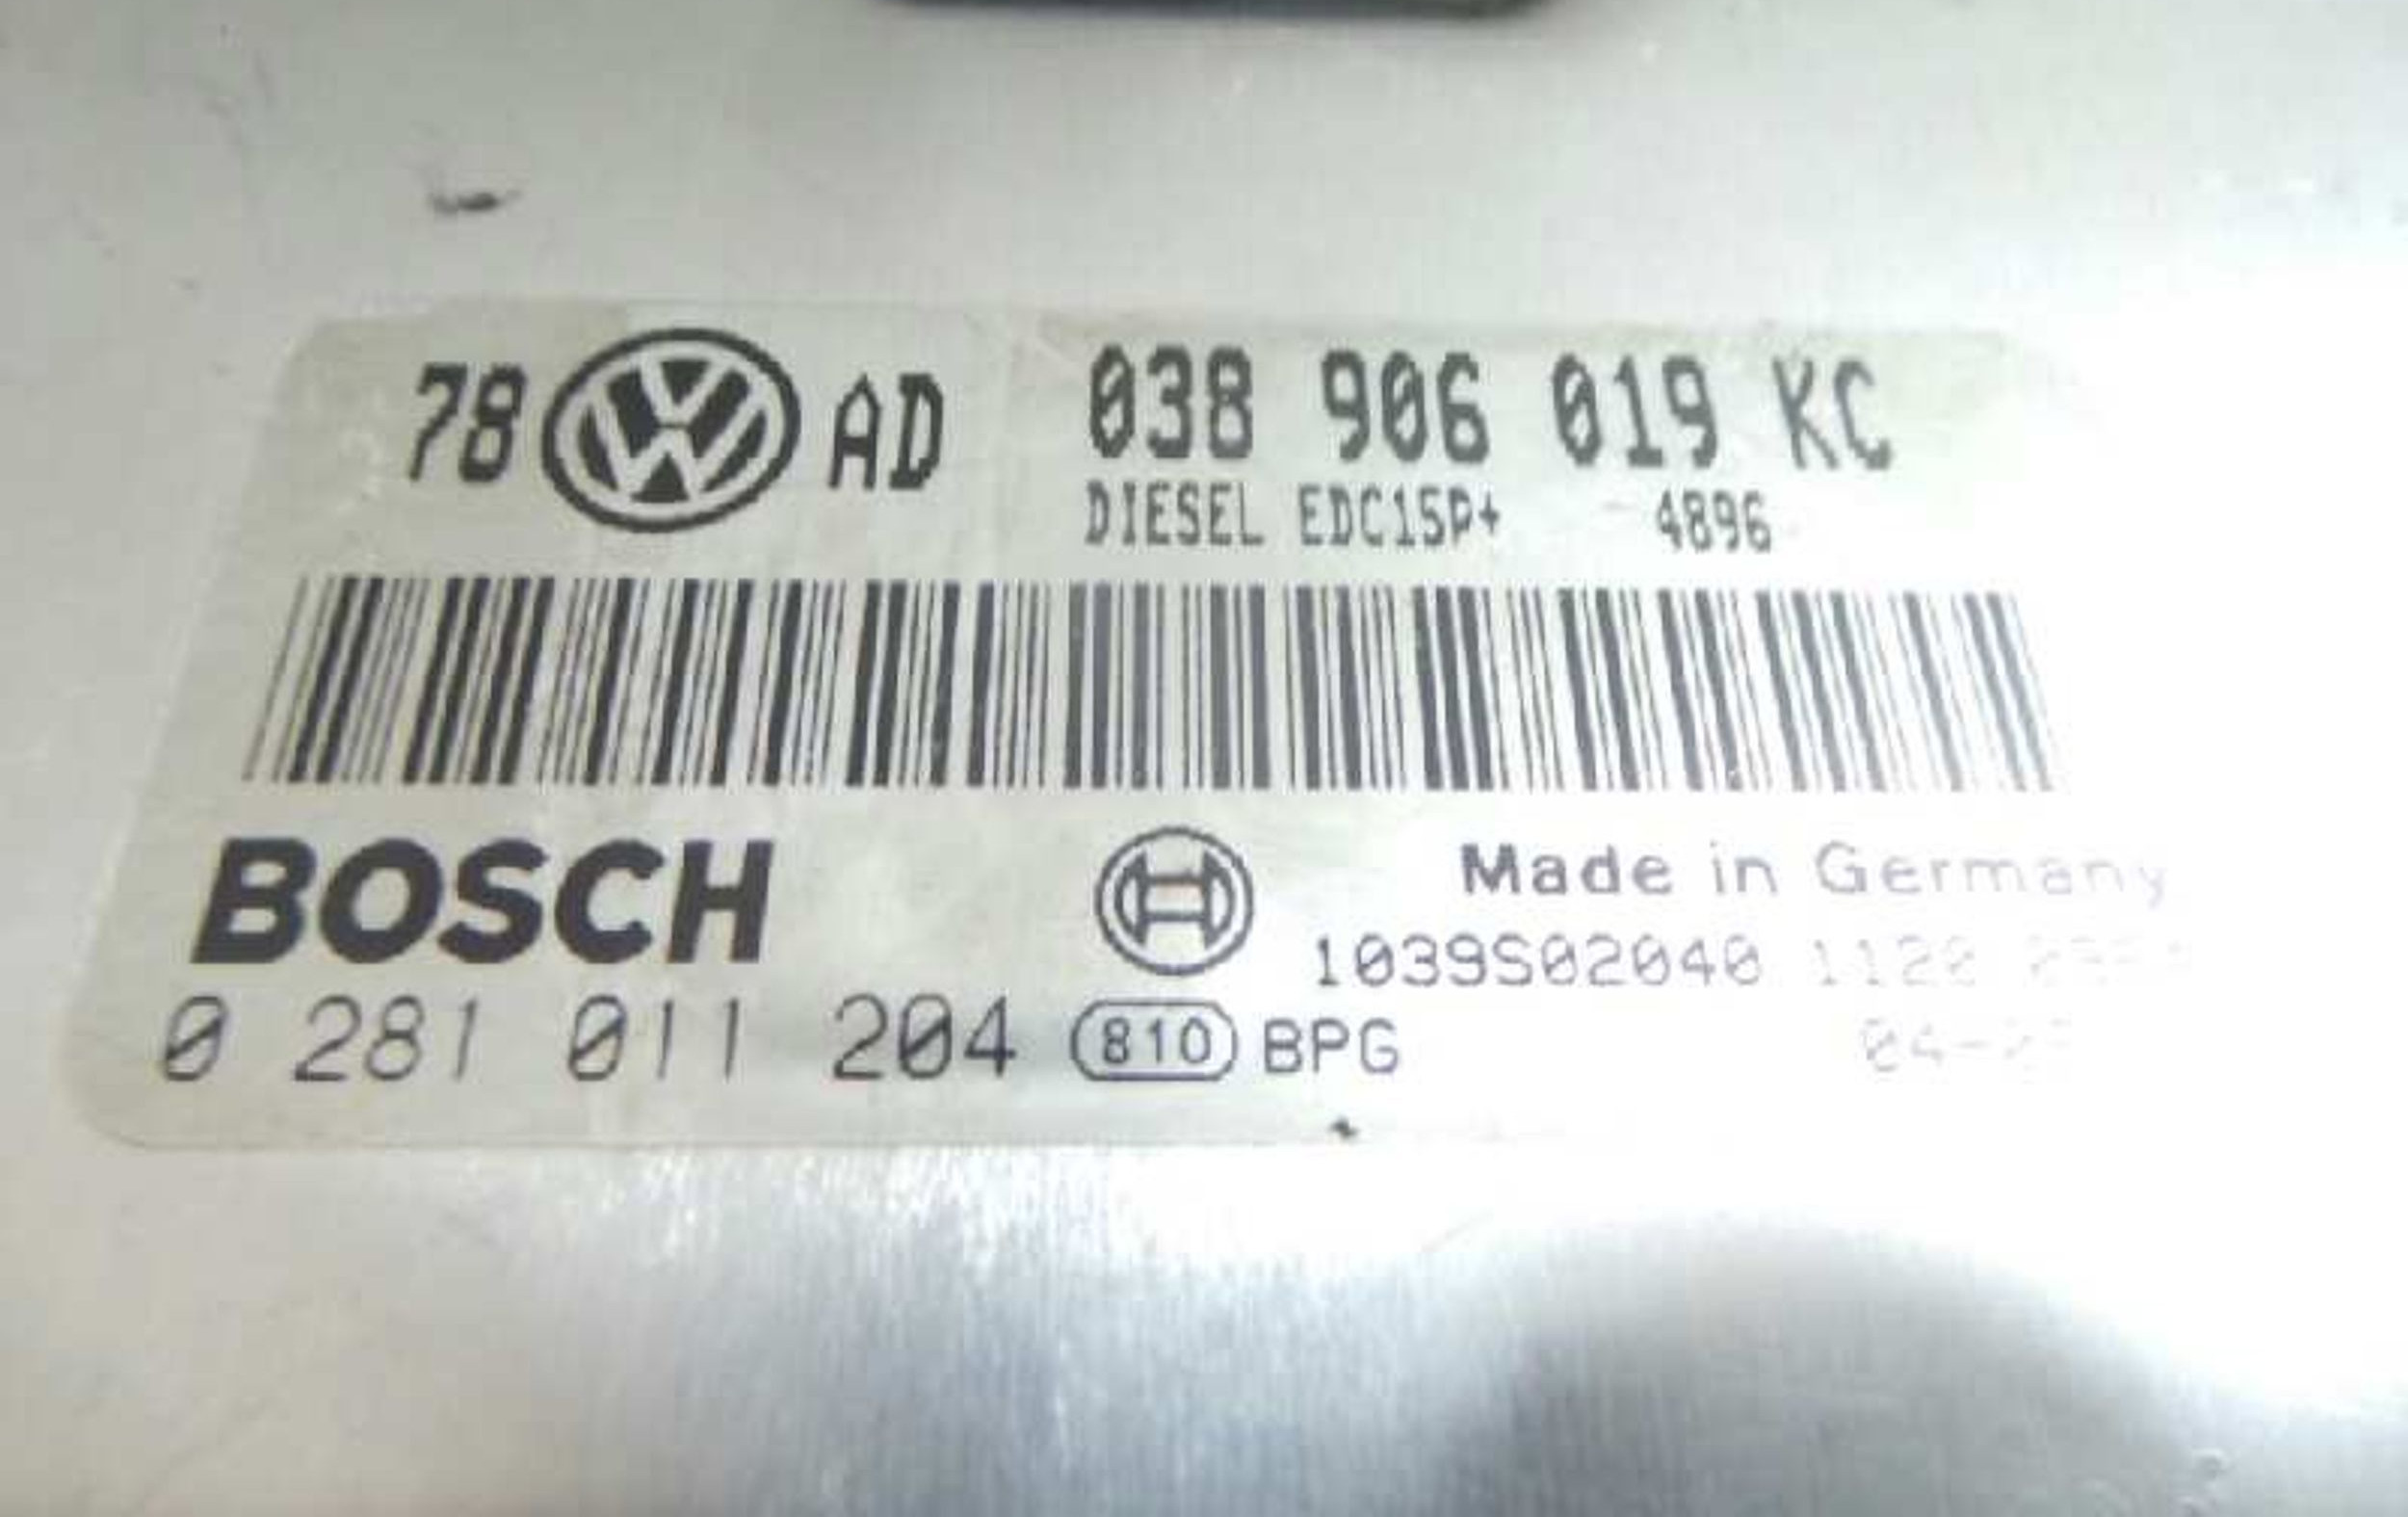 78 AD 038 906 019 KC
DIESEL EDC15P+ 4896
BOSCH
Made in Germany
1039S02040
0 281 011 204 810 BPG